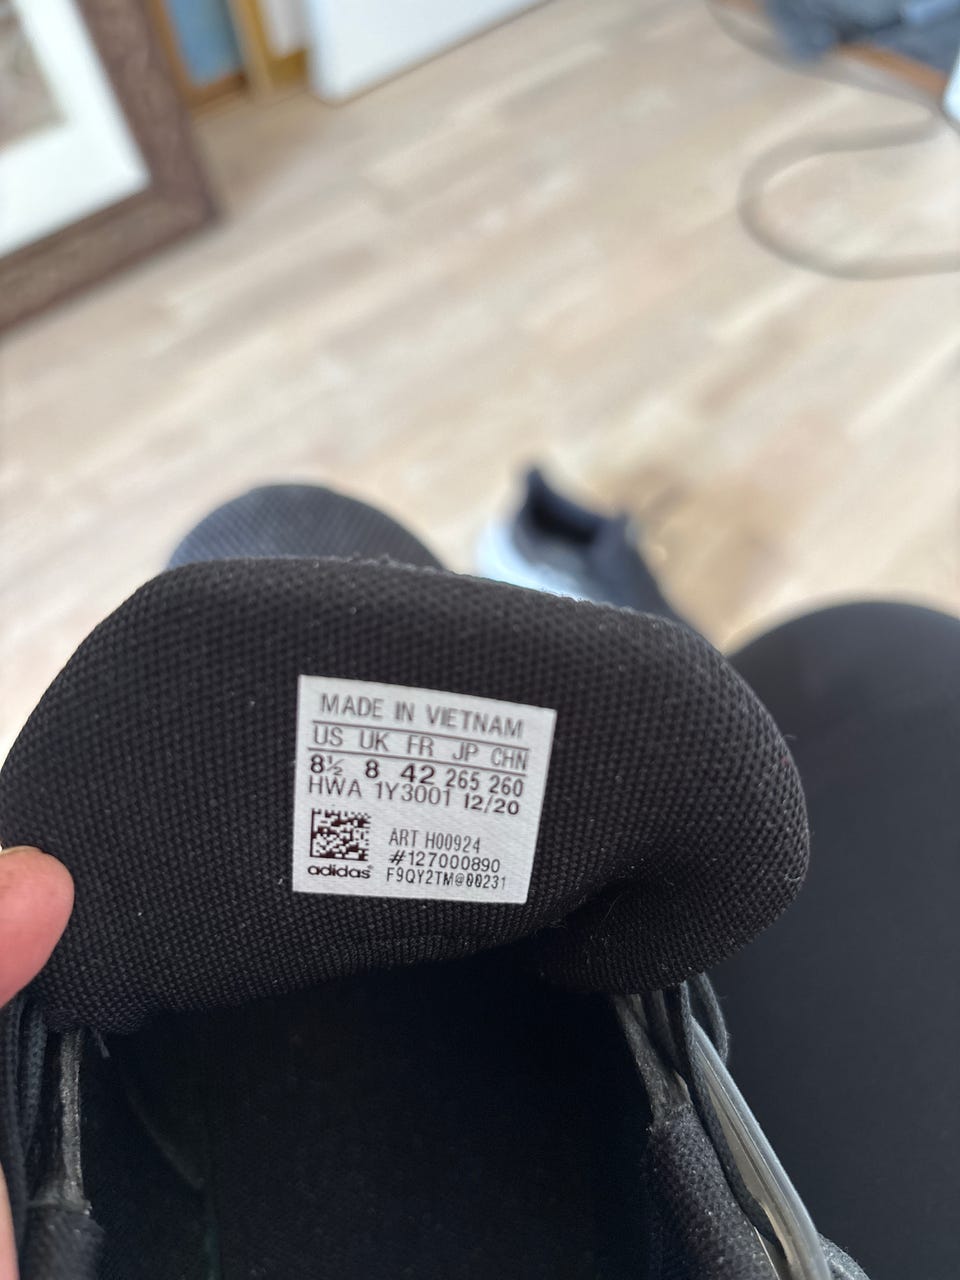 MADE IN VIETNAM
US UK FR JP CHN
8½ 8 42 265 260
HWA 1Y3001 12/20
ART H00924
#127000890
adidas® F9QY2TM@00231